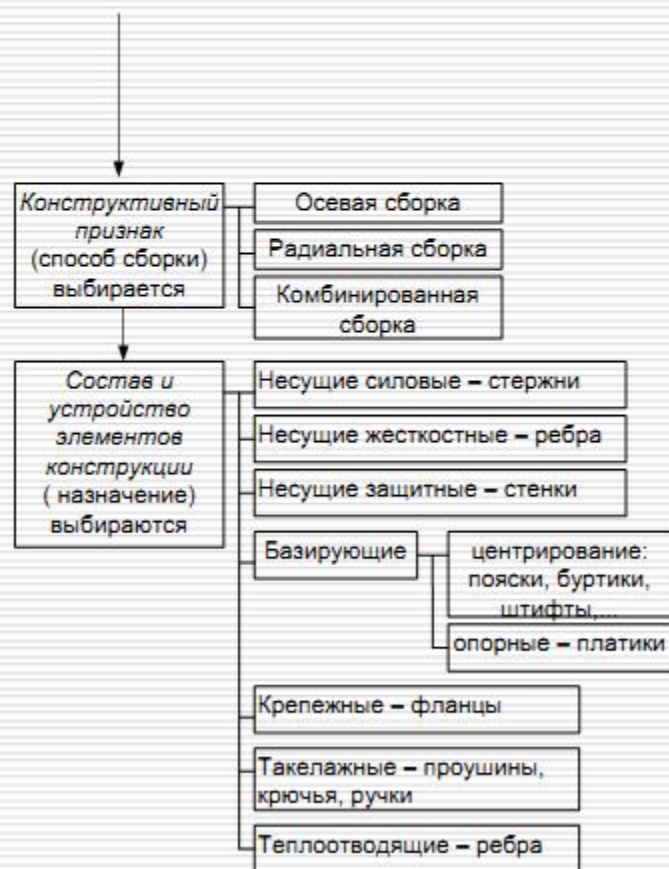 Конструктивный
признак
(способ сборки)
выбирается
Осевая сборка
Радиальная сборка
Комбинированная
сборка
Состав и
устройство
элементов
конструкции
( назначение)
выбираются
Несущие силовые – стержни
Несущие жесткостные – ребра
Несущие защитные – стенки
Базирующие
центрирование:
пояски, буртики,
штифты,...
опорные – платики
Крепежные – фланцы
Такелажные – проушины,
крючья, ручки
Теплоотводящие – ребра